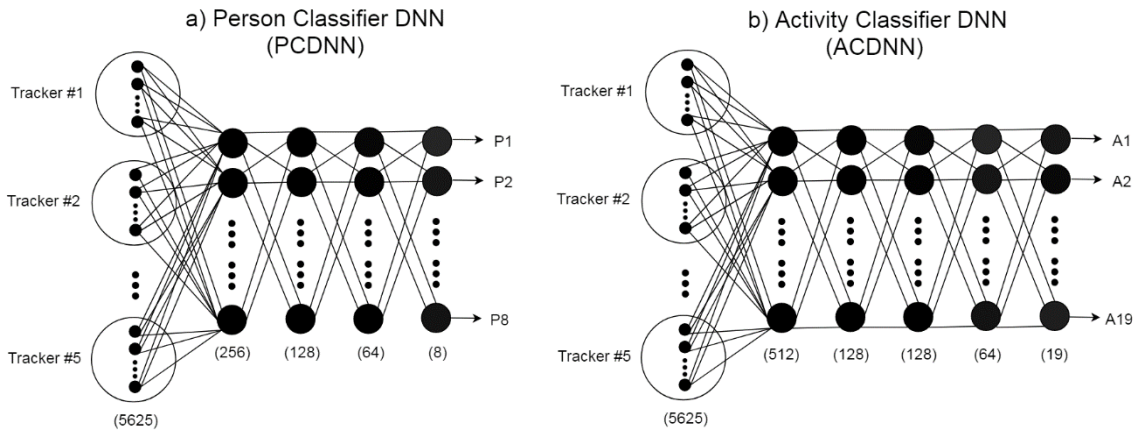 a) Person Classifier DNN
(PCDNN)
Tracker #1
Tracker #2
Tracker #5
(5625)
(256)
(128)
(64)
(8)
P1
P2
P8
b) Activity Classifier DNN
(ACDNN)
Tracker #1
Tracker #2
Tracker #5
(5625)
(512)
(128)
(128)
(64)
(19)
A1
A2
A19